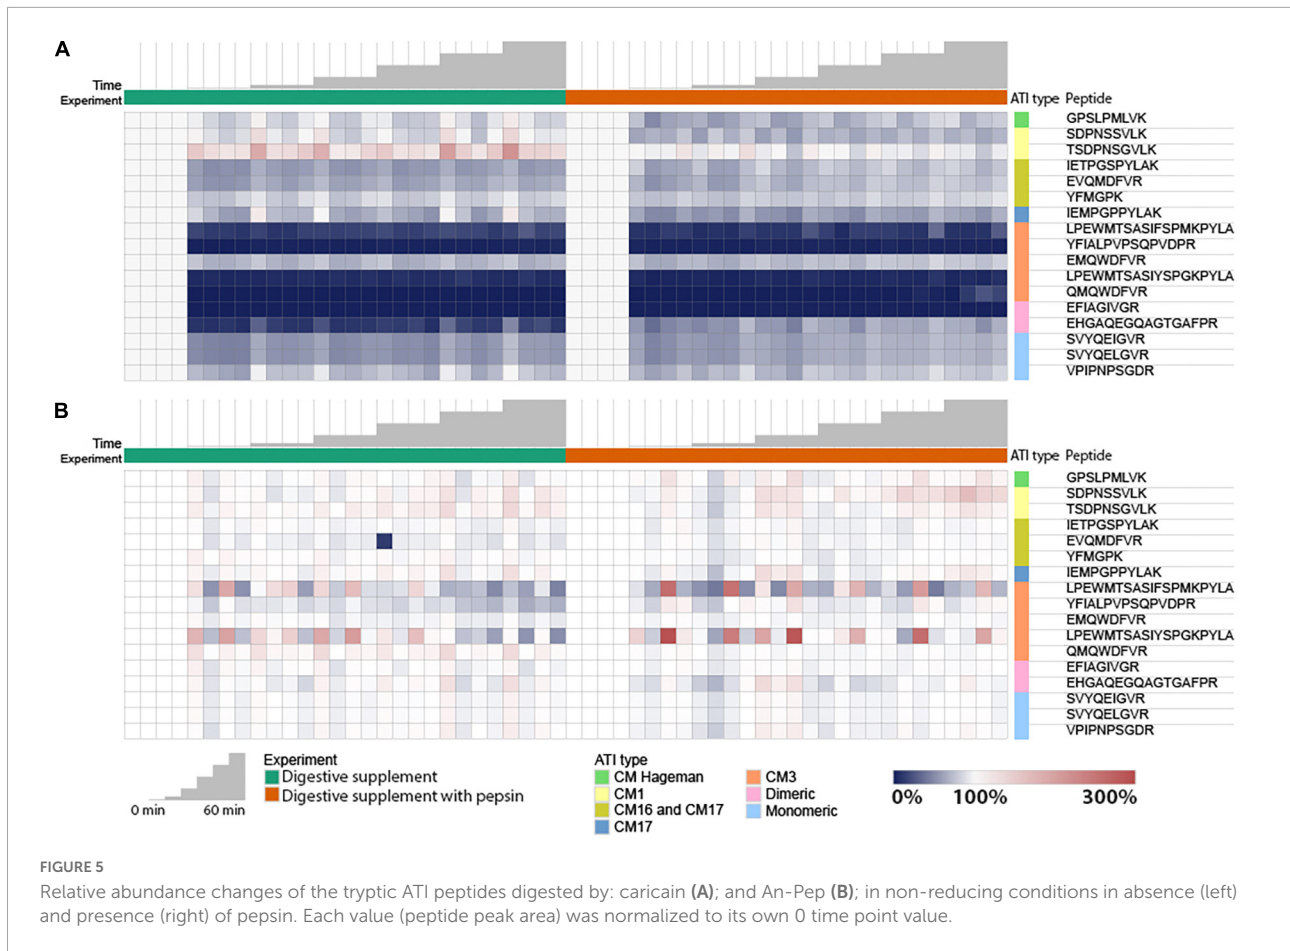 A
Time
Experiment
ATI type Peptide
GPSLPMLVK
SDPNSSVLK
TSDPNSGVLK
IETPGSPYLAK
EVQMDFVR
YFMGPK
IEMPGPPYLAK
LPEWMTSASIFSPMKPYLA
YFIALPVPSQPVDPR
EMQWDFVR
LPEWMTSASIYSPGKPYLA
QMQWDFVR
EFIAGIVGR
EHGAQEGQAGTGAFPR
SVYQEIGVR
SVYQELGVR
VPIPNPSGDR
B
Time
Experiment
ATI type Peptide
GPSLPMLVK
SDPNSSVLK
TSDPNSGVLK
IETPGSPYLAK
EVQMDFVR
YFMGPK
IEMPGPPYLAK
LPEWMTSASIFSPMKPYLA
YFIALPVPSQPVDPR
EMQWDFVR
LPEWMTSASIYSPGKPYLA
QMQWDFVR
EFIAGIVGR
EHGAQEGQAGTGAFPR
SVYQEIGVR
SVYQELGVR
VPIPNPSGDR
0 min 60 min
Experiment
Digestive supplement
Digestive supplement with pepsin
ATI type
CM Hageman
CM1
CM16 and CM17
CM17
CM3
Dimeric
Monomeric
0% 100% 300%
FIGURE 5
Relative abundance changes of the tryptic ATI peptides digested by: caricain (A); and An-Pep (B); in non-reducing conditions in absence (left)
and presence (right) of pepsin. Each value (peptide peak area) was normalized to its own 0 time point value.